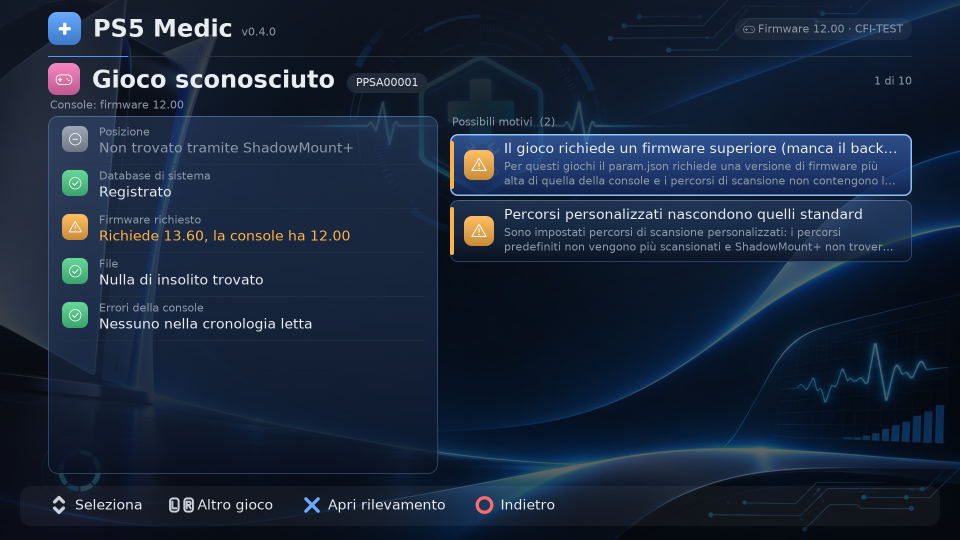 PS5 Medic v0.4.0
Firmware 12.00 · CFI-TEST
Gioco sconosciuto PPSA00001
1 di 10
Console: firmware 12.00
Posizione
Non trovato tramite ShadowMount+
Database di sistema
Registrato
Firmware richiesto
Richiede 13.60, la console ha 12.00
File
Nulla di insolito trovato
Errori della console
Nessuno nella cronologia letta
Possibili motivi (2)
Il gioco richiede un firmware superiore (manca il back…
Per questi giochi il param.json richiede una versione di firmware più
alta di quella della console e i percorsi di scansione non contengono l…
Percorsi personalizzati nascondono quelli standard
Sono impostati percorsi di scansione personalizzati: i percorsi
predefiniti non vengono più scansionati e ShadowMount+ non trover…
Seleziona
L R Altro gioco
Apri rilevamento
Indietro